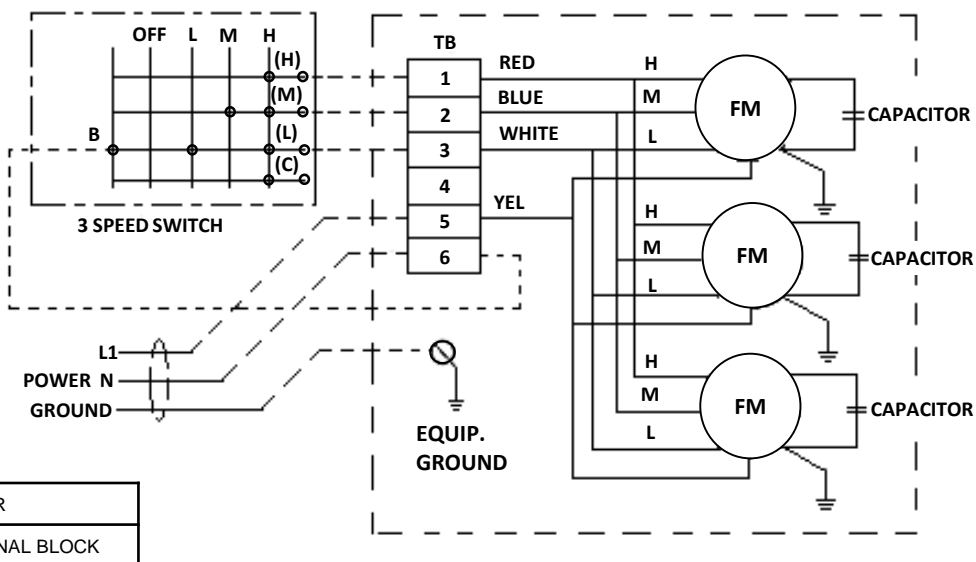 OFF L M H
(H)
(M)
B
(L)
(C)
3 SPEED SWITCH
TB
1
2
3
4
5
6
RED
BLUE
WHITE
YEL
H
M
L
FM
CAPACITOR
H
M
L
FM
CAPACITOR
H
M
L
FM
CAPACITOR
L1
POWER N
GROUND
EQUIP.
GROUND
NAL BLOCK